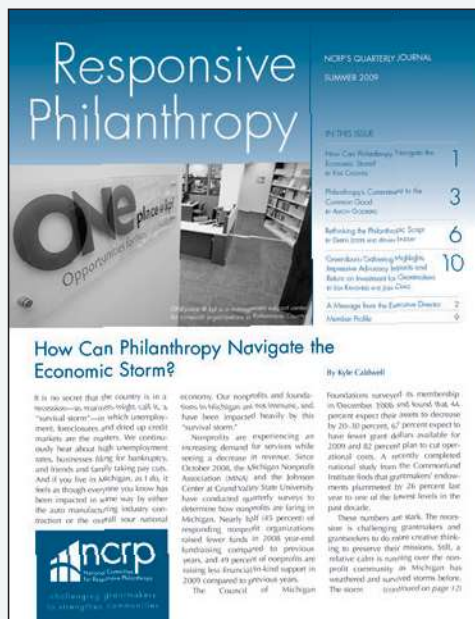 Responsive
Philanthropy
NCRP'S QUARTERLY JOURNAL
SUMMER 2009
IN THIS ISSUE
How Can Philanthropy Navigate the
Economic Storm? 1
Philanthropy's Commitment to the
Common Good 3
Rethinking the Philanthropic Script 6
Greensboro Gathering Highlights
Impressive Advocacy Impacts and
Return on Investment for Grantmakers 10
A Message from the Executive Director 2
Member Profile 9
ONE
place
Opportunities for
is a management support center
for nonprofit organizations in
How Can Philanthropy Navigate the
Economic Storm?
By Kyle Caldwell
It is no secret that the country is in a
recession—as mariners might call it, a
"survival storm"—in which unemploy-
ment, foreclosures and dried up credit
markets are the matters. We continu-
ously hear about high unemployment
rates, businesses filing for bankruptcy,
and friends and family taking pay cuts.
And if you live in Michigan, as I do, it
feels as though everyone you know has
been impacted in some way by either
the auto manufacturing industry con-
traction or the overall sour national
economy. Our nonprofits and founda-
tions in Michigan are not immune, and
have been impacted heavily by this
"survival storm."
Nonprofits are experiencing an
increasing demand for services while
seeing a decrease in revenue. Since
October 2008, the Michigan Nonprofit
Association (MNA) and the Johnson
Center at Grand Valley State University
have conducted quarterly surveys to
determine how nonprofits are faring in
Michigan. Nearly half (45 percent) of
responding nonprofit organizations
raised fewer funds in 2008 year-end
fundraising compared to previous
years, and 49 percent of nonprofits are
raising less financial/in-kind support in
2009 compared to previous years.
The Council of Michigan
Foundations surveyed its membership
in December 2008 and found that 44
percent expect their assets to decrease
by 20–30 percent, 67 percent expect to
have fewer grant dollars available for
2009 and 82 percent plan to cut oper-
ational costs. A recently completed
national study from the Commonfund
Institute finds that grantmakers' endow-
ments plummeted by 26 percent last
year to one of the lowest levels in the
past decade.
These numbers are stark. The reces-
sion is challenging grantmakers and
grantseekers to do more creative think-
ing to preserve their missions. Still, a
relative calm is running over the non-
profit community as Michigan has
weathered and survived storms before.
The storm (continued on page 12)
ncrp
National Committee
for Responsive Philanthropy
challenging grantmakers
to strengthen communities